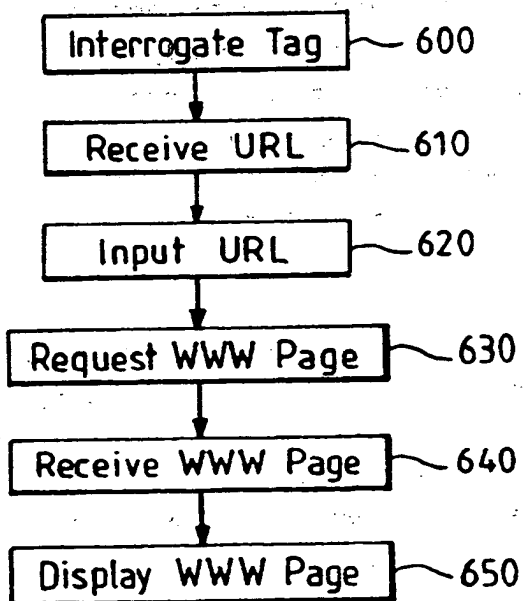 Interrogate Tag 600
Receive URL 610
Input URL 620
Request WWW Page 630
Receive WWW Page 640
Display WWW Page 650